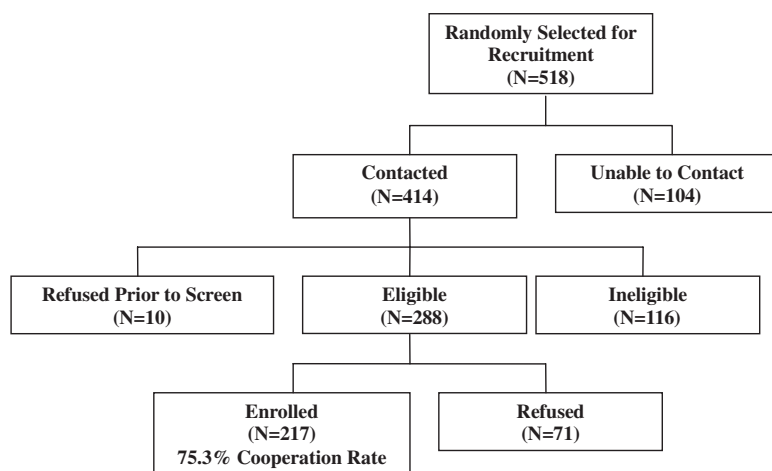 Randomly Selected for
Recruitment
(N=518)
Contacted
(N=414)
Unable to Contact
(N=104)
Refused Prior to Screen
(N=10)
Eligible
(N=288)
Ineligible
(N=116)
Enrolled
(N=217)
75.3% Cooperation Rate
Refused
(N=71)